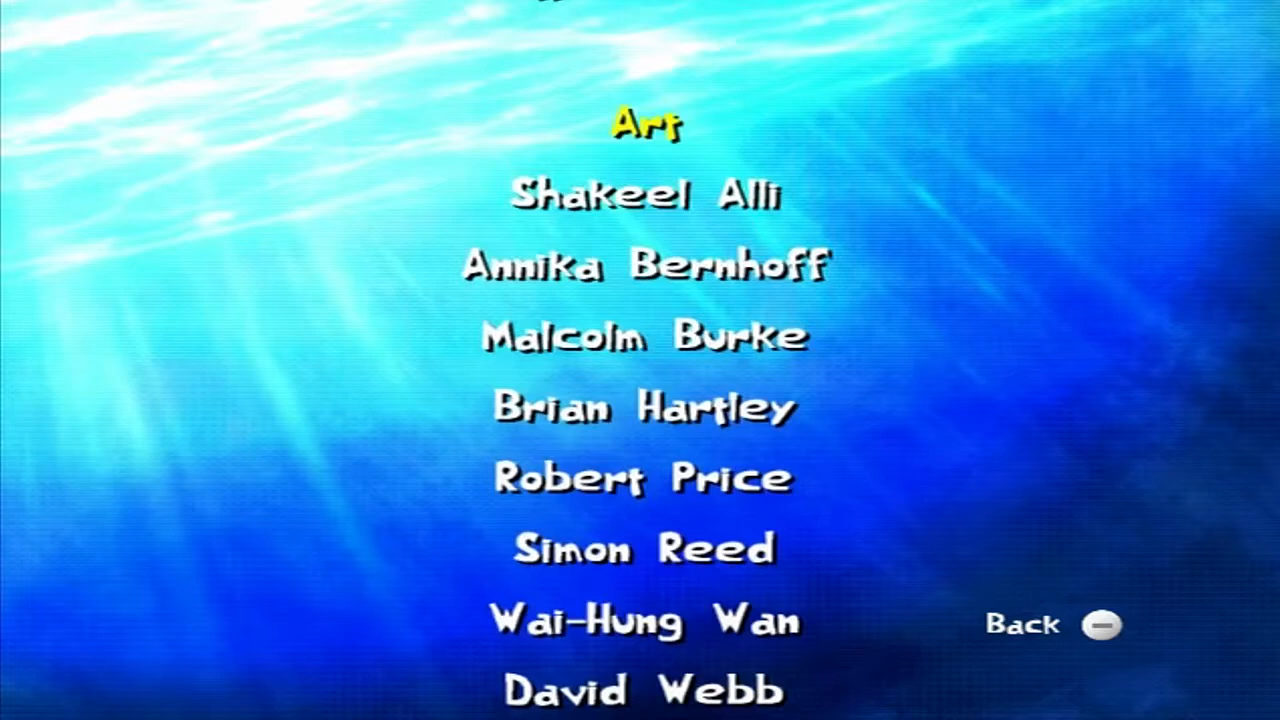 Art
Shakeel Alli
Annika Bernhoff
Malcolm Burke
Brian Hartley
Robert Price
Simon Reed
Wai-Hung Wan
Back
David Webb